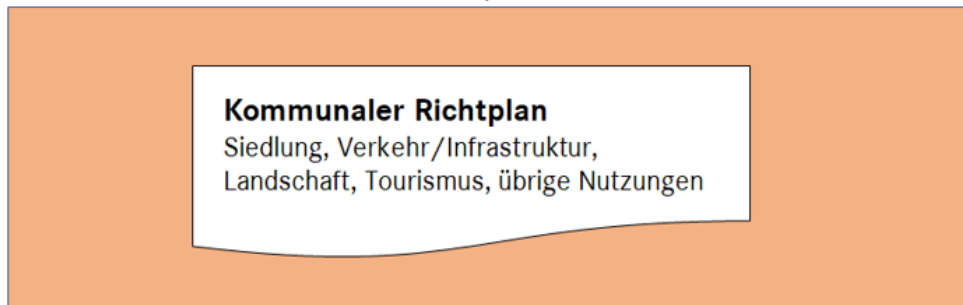 Kommunaler Richtplan
Siedlung, Verkehr/Infrastruktur,
Landschaft, Tourismus, übrige Nutzungen